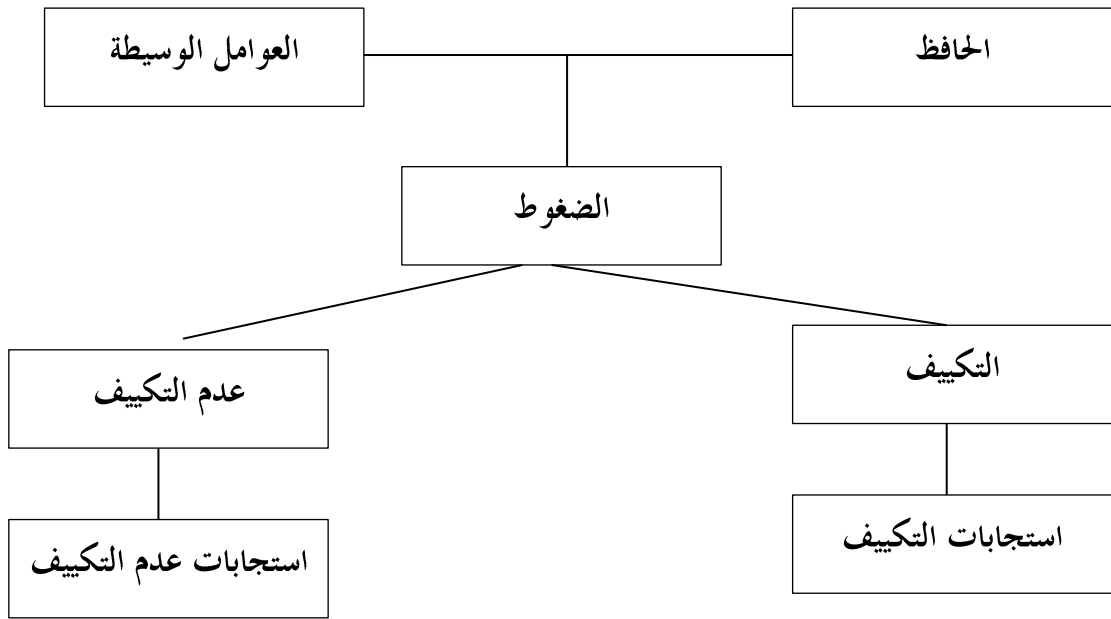 الحافظ
العوامل الوسيطة
الضغوط
التكييف
عدم التكييف
استجابات التكييف
استجابات عدم التكييف